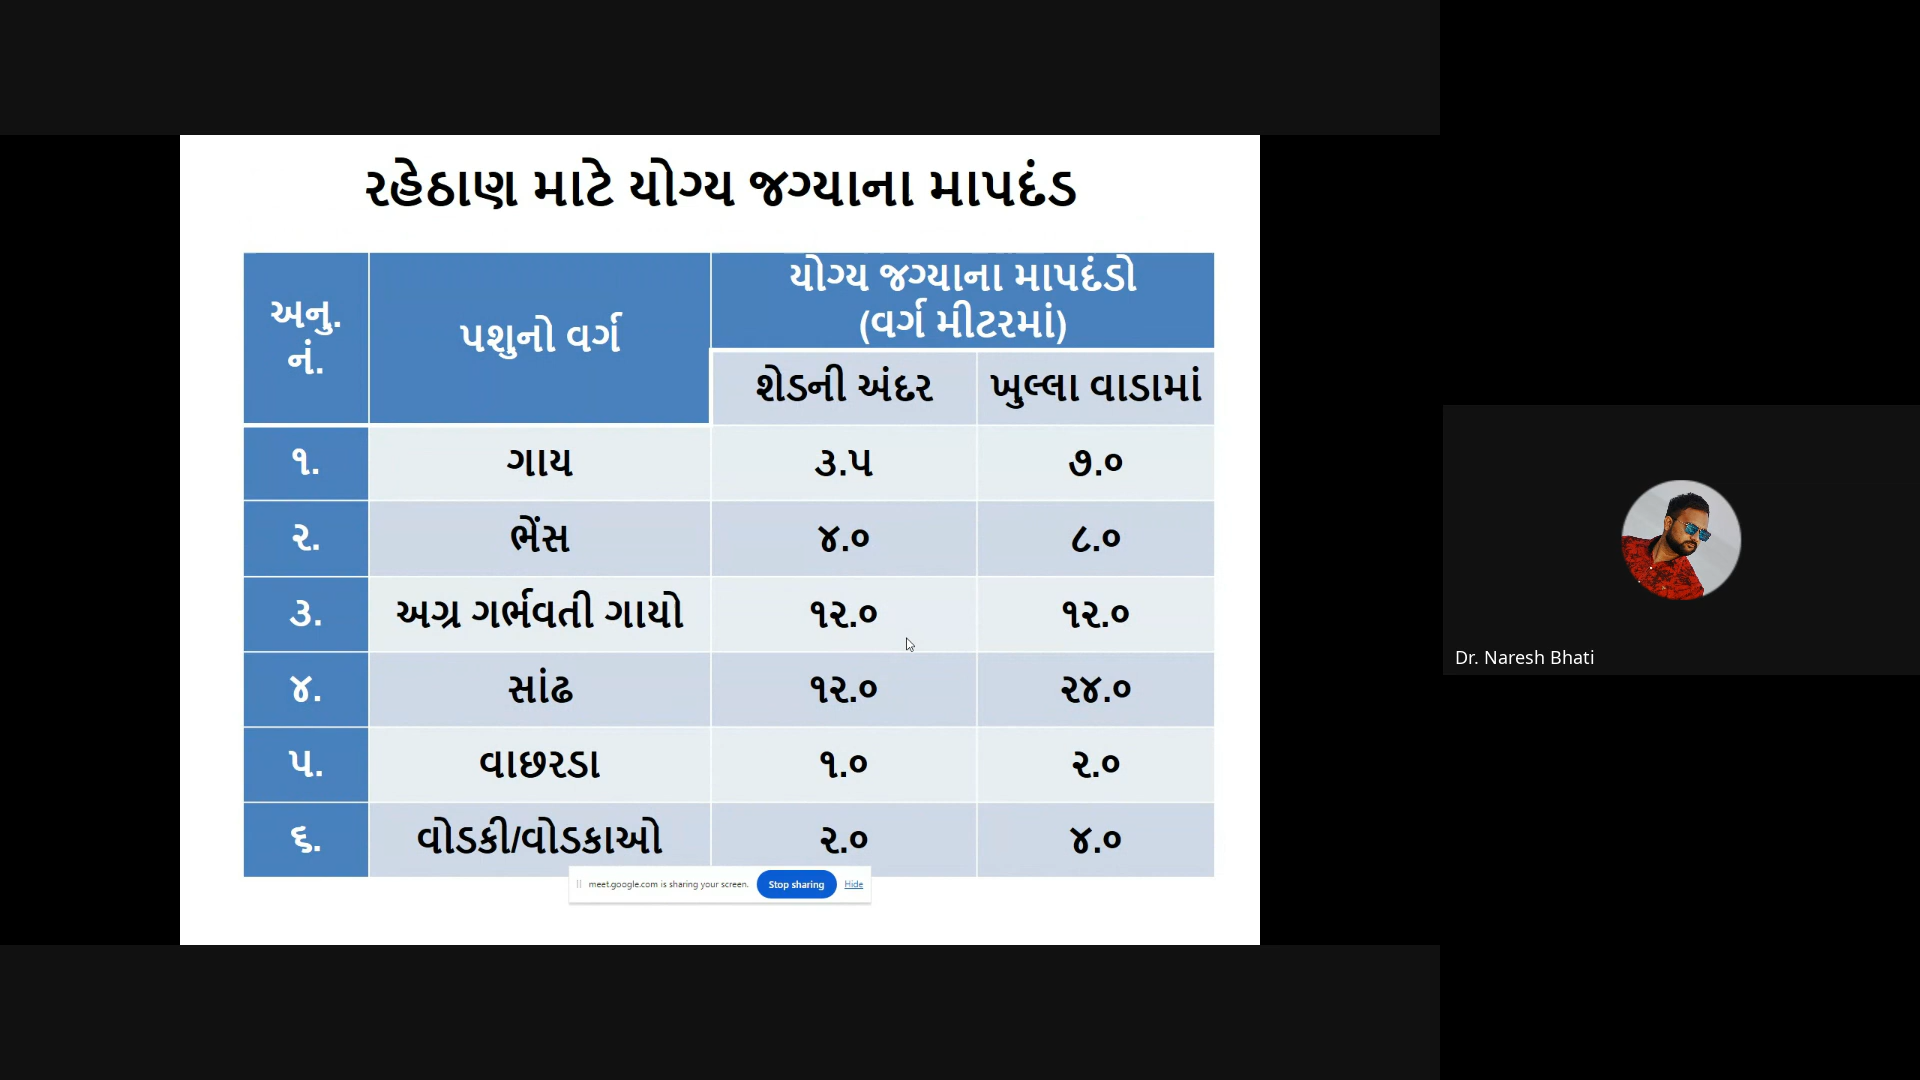 રહેઠાણ માટે યોગ્ય જગ્યાના માપદંડ
અનુ. નં. પશુનો વર્ગ યોગ્ય જગ્યાના માપદંડો
(વર્ગ મીટરમાં)
શેડની અંદર ખુલ્લા વાડામાં
૧. ગાય ૩.૫ ૭.૦
૨. ભેંસ ૪.૦ ૮.૦
૩. અગ્ર ગર્ભવતી ગાયો ૧૨.૦ ૧૨.૦
૪. સાંઢ ૧૨.૦ ૨૪.૦
૫. વાછરડા ૧.૦ ૨.૦
૬. વોડકી/વોડકાઓ ૨.૦ ૪.૦
meet.google.com is sharing your screen. Stop sharing Hide
Dr. Naresh Bhati